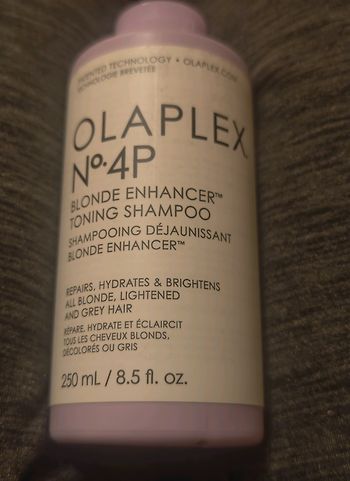 PATENTED TECHNOLOGY • OLAPLEX.COM
TECHNOLOGIE BREVETÉE
OLAPLEX
Nº.4P
BLONDE ENHANCER™
TONING SHAMPOO
SHAMPOOING DÉJAUNISSANT
BLONDE ENHANCER™
REPAIRS, HYDRATES & BRIGHTENS
ALL BLONDE, LIGHTENED
AND GREY HAIR
RÉPARE, HYDRATE ET ÉCLAIRCIT
TOUS LES CHEVEUX BLONDS,
DÉCOLORÉS OU GRIS
250 mL / 8.5 fl. oz.